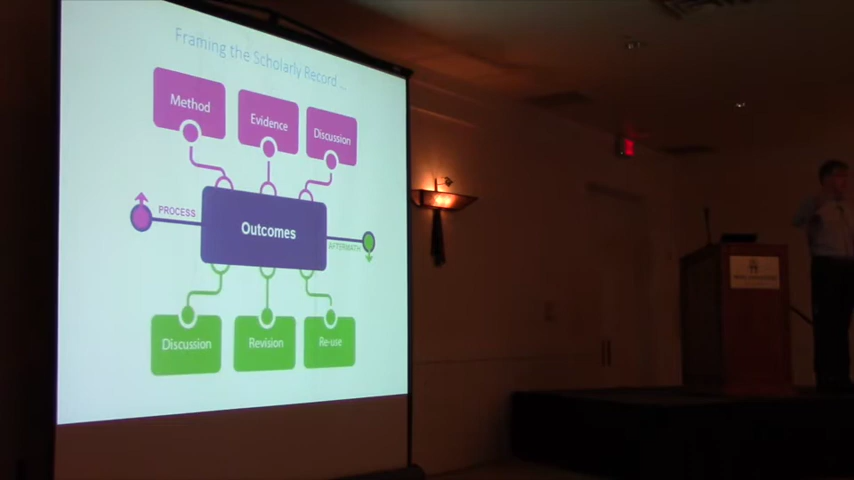 Framing the Scholarly Record ...
Method
Evidence
Discussion
PROCESS
Outcomes
AFTERMATH
Discussion
Revision
Re-use